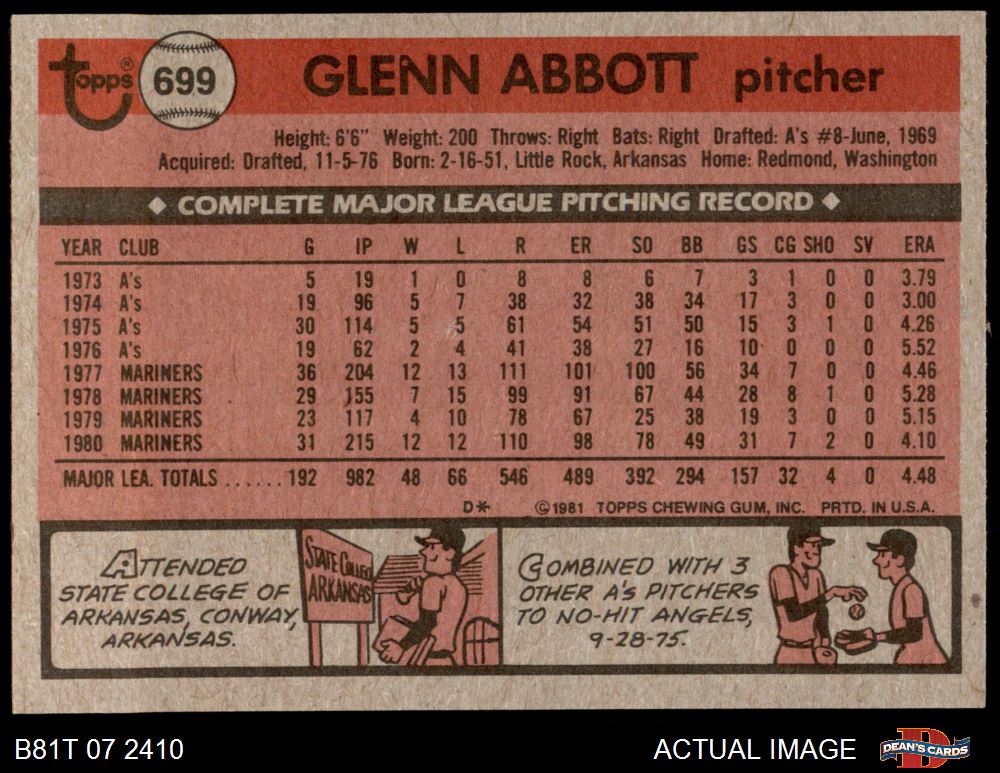 Topps® 699 GLENN ABBOTT pitcher
Height: 6'6" Weight: 200 Throws: Right Bats: Right Drafted: A's #8-June, 1969
Acquired: Drafted, 11-5-76 Born: 2-16-51, Little Rock, Arkansas Home: Redmond, Washington
◆ COMPLETE MAJOR LEAGUE PITCHING RECORD ◆
YEAR CLUB G IP W L R ER SO BB GS CG SHO SV ERA
1973 A's 5 19 1 0 8 8 6 7 3 1 0 0 3.79
1974 A's 19 96 5 7 38 32 38 34 17 3 0 0 3.00
1975 A's 30 114 5 5 61 54 51 50 15 3 1 0 4.26
1976 A's 19 62 2 4 41 38 27 16 10 0 0 0 5.52
1977 MARINERS 36 204 12 13 111 101 100 56 34 7 0 0 4.46
1978 MARINERS 29 155 7 15 99 91 67 44 28 8 1 0 5.28
1979 MARINERS 23 117 4 10 78 67 25 38 19 3 0 0 5.15
1980 MARINERS 31 215 12 12 110 98 78 49 31 7 2 0 4.10
MAJOR LEA. TOTALS ...... 192 982 48 66 546 489 392 294 157 32 4 0 4.48
D* ©1981 TOPPS CHEWING GUM, INC. PRTD. IN U.S.A.
ATTENDED
STATE COLLEGE OF
ARKANSAS, CONWAY,
ARKANSAS.
STATE COLLEGE
ARKANSAS
COMBINED WITH 3
OTHER A'S PITCHERS
TO NO-HIT ANGELS,
9-28-75.
B81T 07 2410 ACTUAL IMAGE DEAN'S CARDS